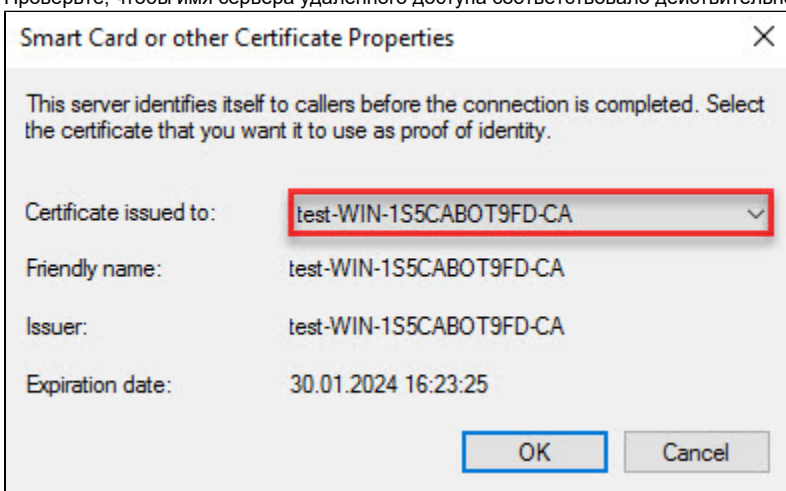 Проверьте, чтобы имя сервера удаленного доступа соответствовало действительно
Smart Card or other Certificate Properties
This server identifies itself to callers before the connection is completed. Select
the certificate that you want it to use as proof of identity.
Certificate issued to: test-WIN-1S5CABOT9FD-CA
Friendly name: test-WIN-1S5CABOT9FD-CA
Issuer: test-WIN-1S5CABOT9FD-CA
Expiration date: 30.01.2024 16:23:25
OK Cancel